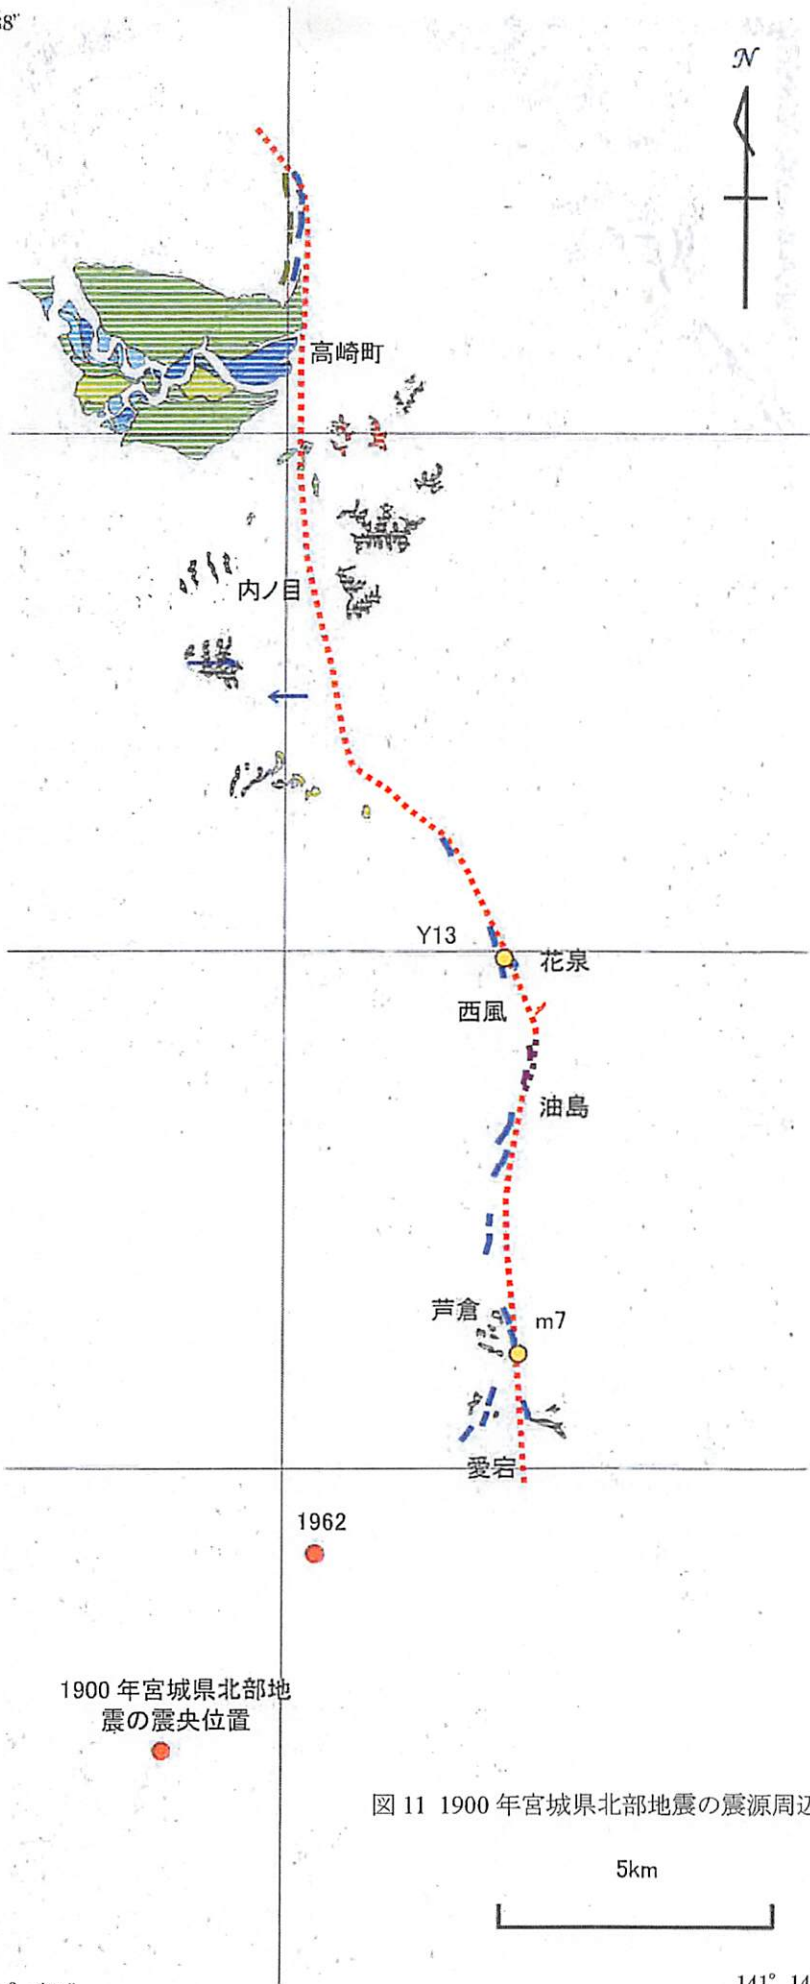 N
高崎町
内ノ目
Y13
花泉
西風
油島
芦倉
m7
愛宕
1962
1900 年宮城県北部地
震の震央位置
図 11 1900 年宮城県北部地震の震源周辺
5km